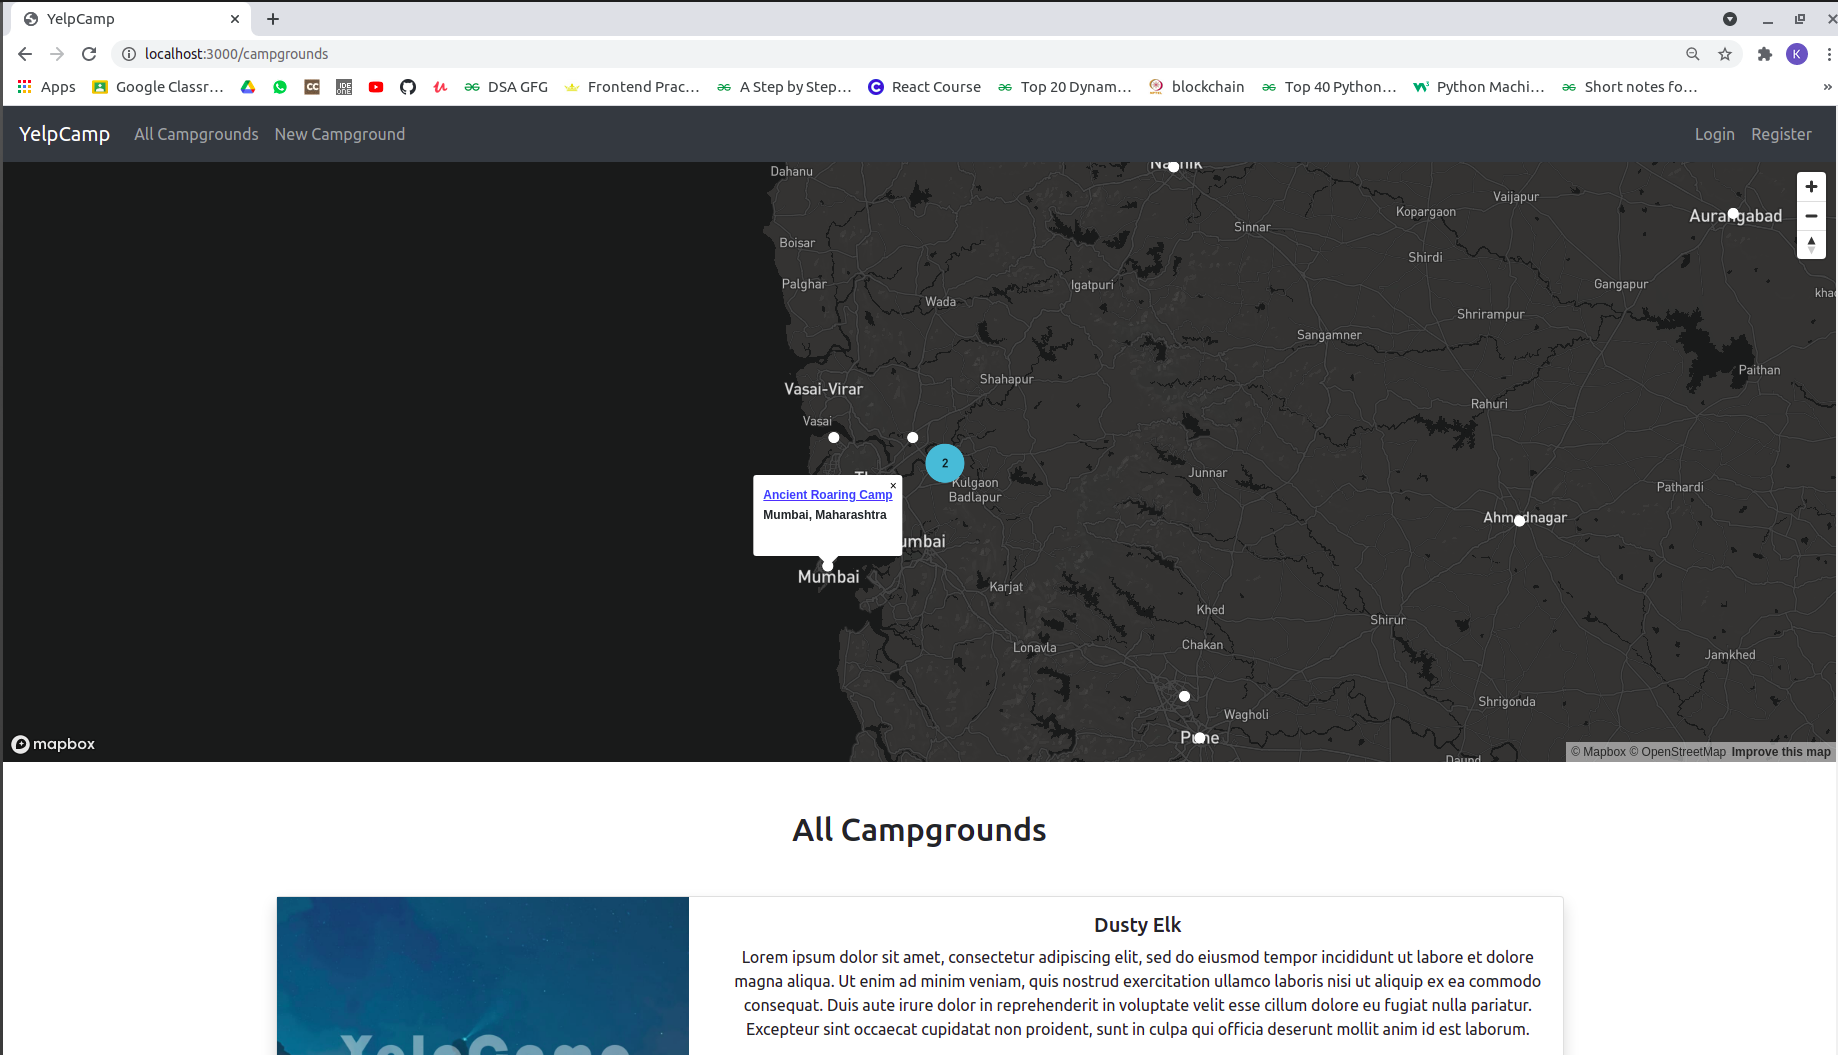 YelpCamp
localhost:3000/campgrounds
K
Apps Google Classr… CC IDE ONE DSA GFG Frontend Prac… A Step by Step… React Course Top 20 Dynam… blockchain Top 40 Python… Python Machi… Short notes fo… »
YelpCamp All Campgrounds New Campground Login Register
Dahanu
Vaijapur
Kopargaon
Aurangabad
Sinnar
Boisar
Shirdi
Palghar
Igatpuri
Gangapur
Wada
Shrirampur
Sangamner
Paithan
Shahapur
Vasai-Virar
Rahuri
Vasai
2
Junnar
Kulgaon
Badlapur
Pathardi
×
Ancient Roaring Camp
Mumbai, Maharashtra
Ahmednagar
umbai
Mumbai
Karjat
Khed
Shirur
Lonavla
Chakan
Jamkhed
Shrigonda
Wagholi
Pune
mapbox
© Mapbox © OpenStreetMap Improve this map
All Campgrounds
Dusty Elk
Lorem ipsum dolor sit amet, consectetur adipiscing elit, sed do eiusmod tempor incididunt ut labore et dolore
magna aliqua. Ut enim ad minim veniam, quis nostrud exercitation ullamco laboris nisi ut aliquip ex ea commodo
consequat. Duis aute irure dolor in reprehenderit in voluptate velit esse cillum dolore eu fugiat nulla pariatur.
Excepteur sint occaecat cupidatat non proident, sunt in culpa qui officia deserunt mollit anim id est laborum.
YelpCamp